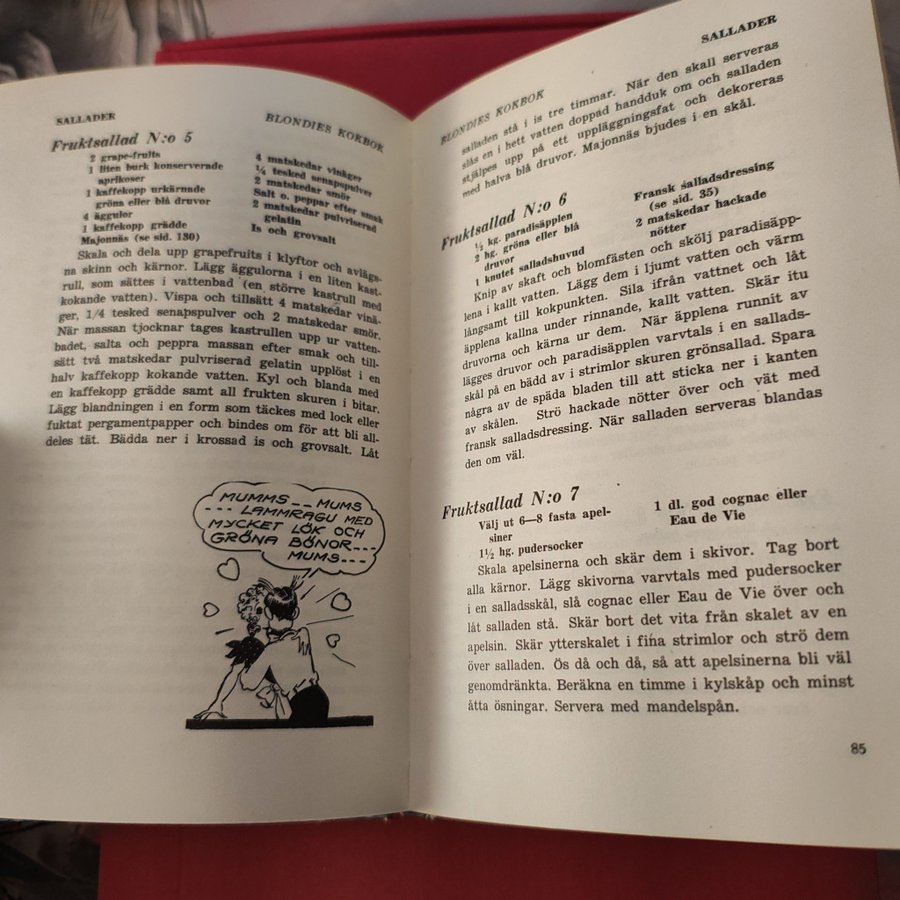 SALLADER
BLONDIES KOKBOK
Fruktsallad N:o 5
2 grape-fruits
1 liten burk konserverade
aprikoser
1 kaffekopp urkärnade
gröna eller blå druvor
4 äggulor
1 kaffekopp grädde
Majonnäs (se sid. 130)
4 matskedar vinäger
1/4 tesked senapspulver
2 matskedar smör
Salt o. peppar efter smak
2 matskedar pulvriserad
gelatin
Is och grovsalt
Skala och dela upp grapefruits i klyftor och avlägs-
na skinn och kärnor. Lägg äggulorna i en liten kast-
rull, som sättes i vattenbad (en större kastrull med
kokande vatten). Vispa och tillsätt 4 matskedar vinä-
ger, 1/4 tesked senapspulver och 2 matskedar smör.
När massan tjocknar tages kastrullen upp ur vatten-
badet, salta och peppra massan efter smak och till-
sätt två matskedar pulvriserad gelatin upplöst i en
halv kaffekopp kokande vatten. Kyl och blanda med
en kaffekopp grädde samt all frukten skuren i bitar.
Lägg blandningen i en form som täckes med lock eller
fuktat pergamentpapper och bindes om för att bli all-
deles tät. Bädda ner i krossad is och grovsalt. Låt
MUMMS -- MUMS
--- LAMMRAGU MED
MYCKET LÖK OCH
GRÖNA BÖNOR---
MUMS---
BLONDIES KOKBOK
SALLADER
salladen stå i is tre timmar. När den skall serveras
slås en i hett vatten doppad handduk om och salladen
stjälpes upp på ett uppläggningsfat och dekoreras
med halva blå druvor. Majonnäs bjudes i en skål.
Fruktsallad N:o 6
1/2 kg. paradisäpplen
2 hg. gröna eller blå
druvor
1 knutet salladshuvud
Fransk salladsdressing
(se sid. 35)
2 matskedar hackade
nötter
Knip av skaft och blomfästen och skölj paradisäpp-
lena i kallt vatten. Lägg dem i ljumt vatten och värm
långsamt till kokpunkten. Sila ifrån vattnet och låt
äpplena kallna under rinnande, kallt vatten. Skär itu
druvorna och kärna ur dem. När äpplena runnit av
lägges druvor och paradisäpplen varvtals i en sallads-
skål på en bädd av i strimlor skuren grönsallad. Spara
några av de späda bladen till att sticka ner i kanten
av skålen. Strö hackade nötter över och vät med
fransk salladsdressing. När salladen serveras blandas
den om väl.
Fruktsallad N:o 7
Välj ut 6—8 fasta apel-
siner
1 1/2 hg. pudersocker
1 dl. god cognac eller
Eau de Vie
Skala apelsinerna och skär dem i skivor. Tag bort
alla kärnor. Lägg skivorna varvtals med pudersocker
i en salladsskål, slå cognac eller Eau de Vie över och
låt salladen stå. Skär bort det vita från skalet av en
apelsin. Skär ytterskalet i fina strimlor och strö dem
över salladen. Ös då och då, så att apelsinerna bli väl
genomdränkta. Beräkna en timme i kylskåp och minst
åtta ösningar. Servera med mandelspån.
85